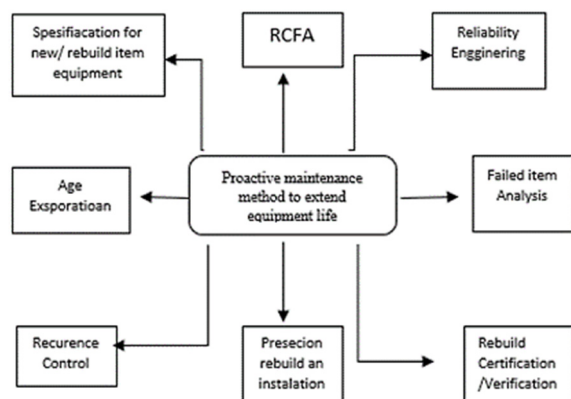 Spesifiacation for
new/ rebuild item
equipment
RCFA
Reliability
Enggineering
Age
Exsporatioan
Proactive maintenance
method to extend
equipment life
Failed item
Analysis
Recurence
Control
Presecion
rebuild an
instalation
Rebuild
Certification
/Verification